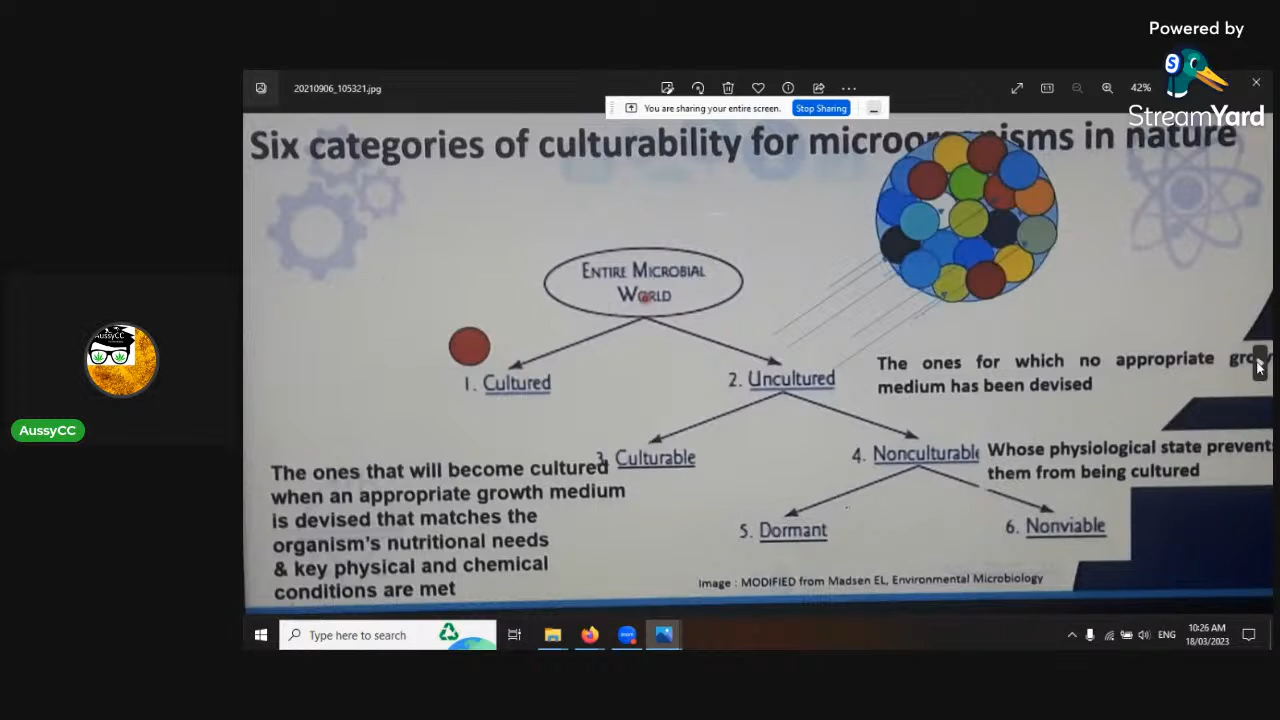 Powered by
StreamYard
20210906_105321.jpg
42%
You are sharing your entire screen.
Stop Sharing
Six categories of culturability for microorganisms in nature
ENTIRE MICROBIAL
WORLD
1. Cultured
2. Uncultured
The ones for which no appropriate
medium has been devised
3. Culturable
4. Nonculturable
Whose physiological state prevent
them from being cultured
The ones that will become cultured
when an appropriate growth medium
is devised that matches the
organism's nutritional needs
& key physical and chemical
conditions are met
5. Dormant
6. Nonviable
Image : MODIFIED from Madsen EL, Environmental Microbiology
AussyCC
AussyCC
Type here to search
zoom
ENG
10:26 AM
18/03/2023